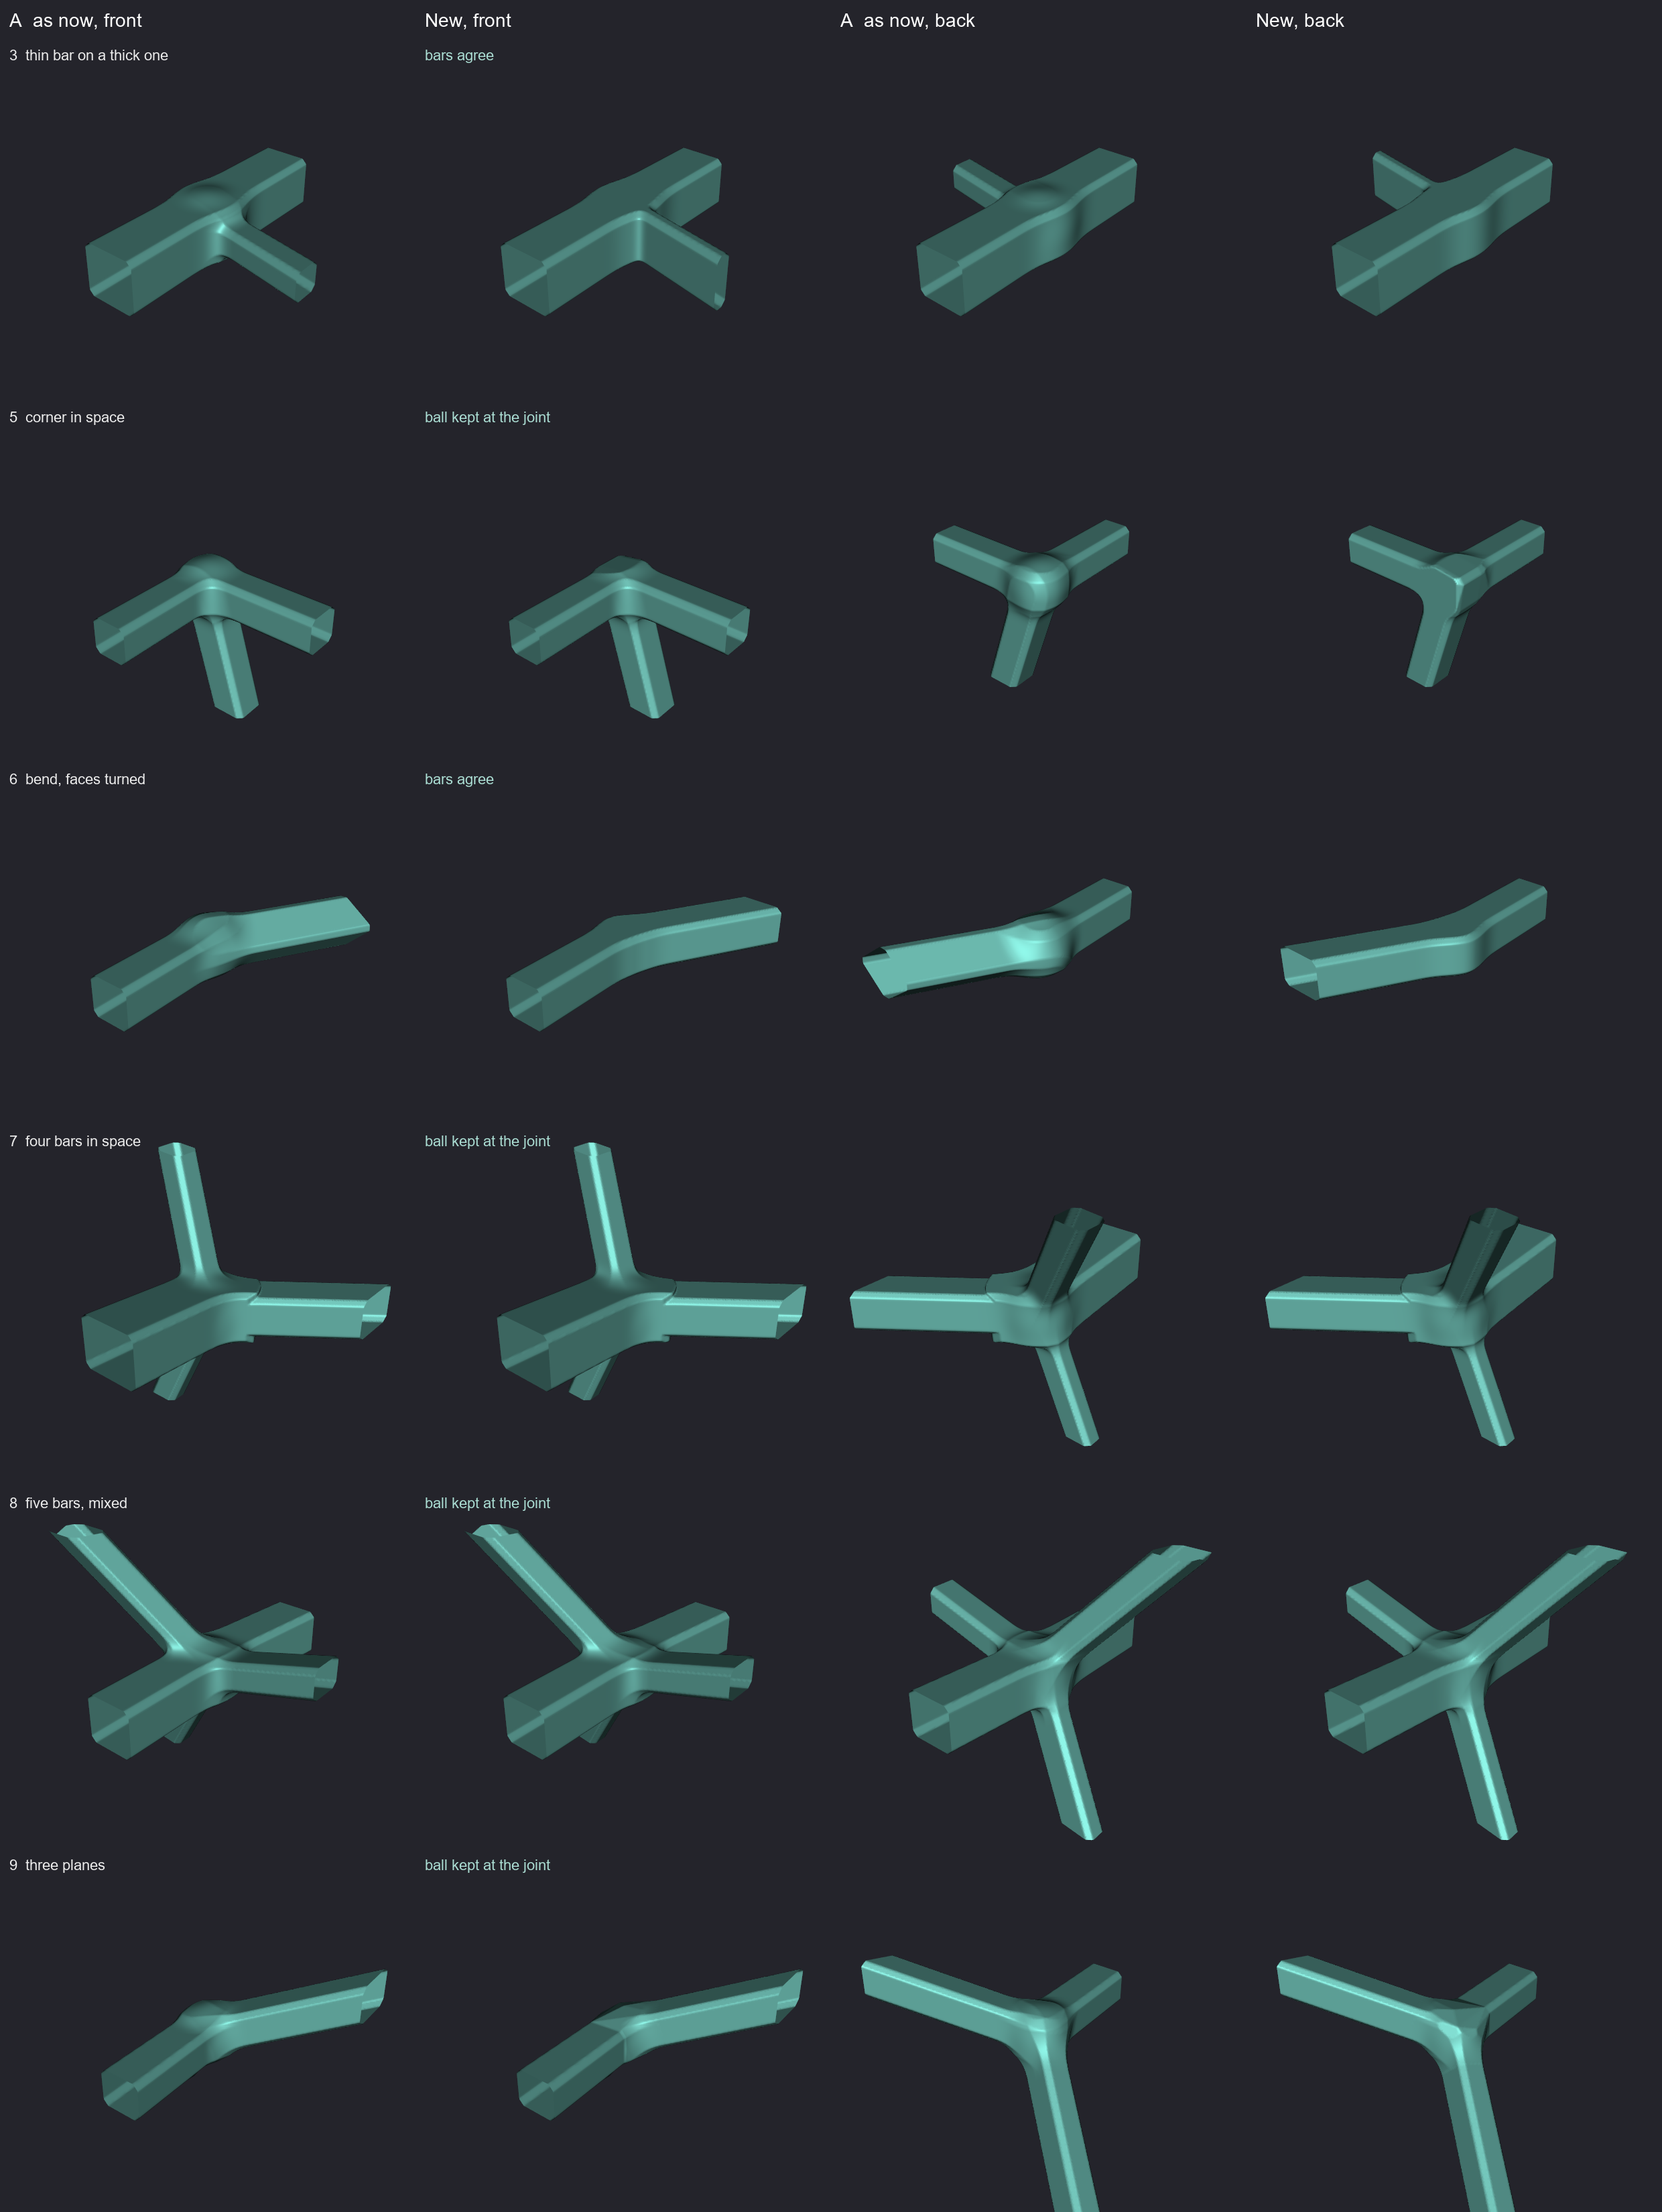 A  as now, front
New, front
A  as now, back
New, back
3  thin bar on a thick one
bars agree
5  corner in space
ball kept at the joint
6  bend, faces turned
bars agree
7  four bars in space
ball kept at the joint
8  five bars, mixed
ball kept at the joint
9  three planes
ball kept at the joint